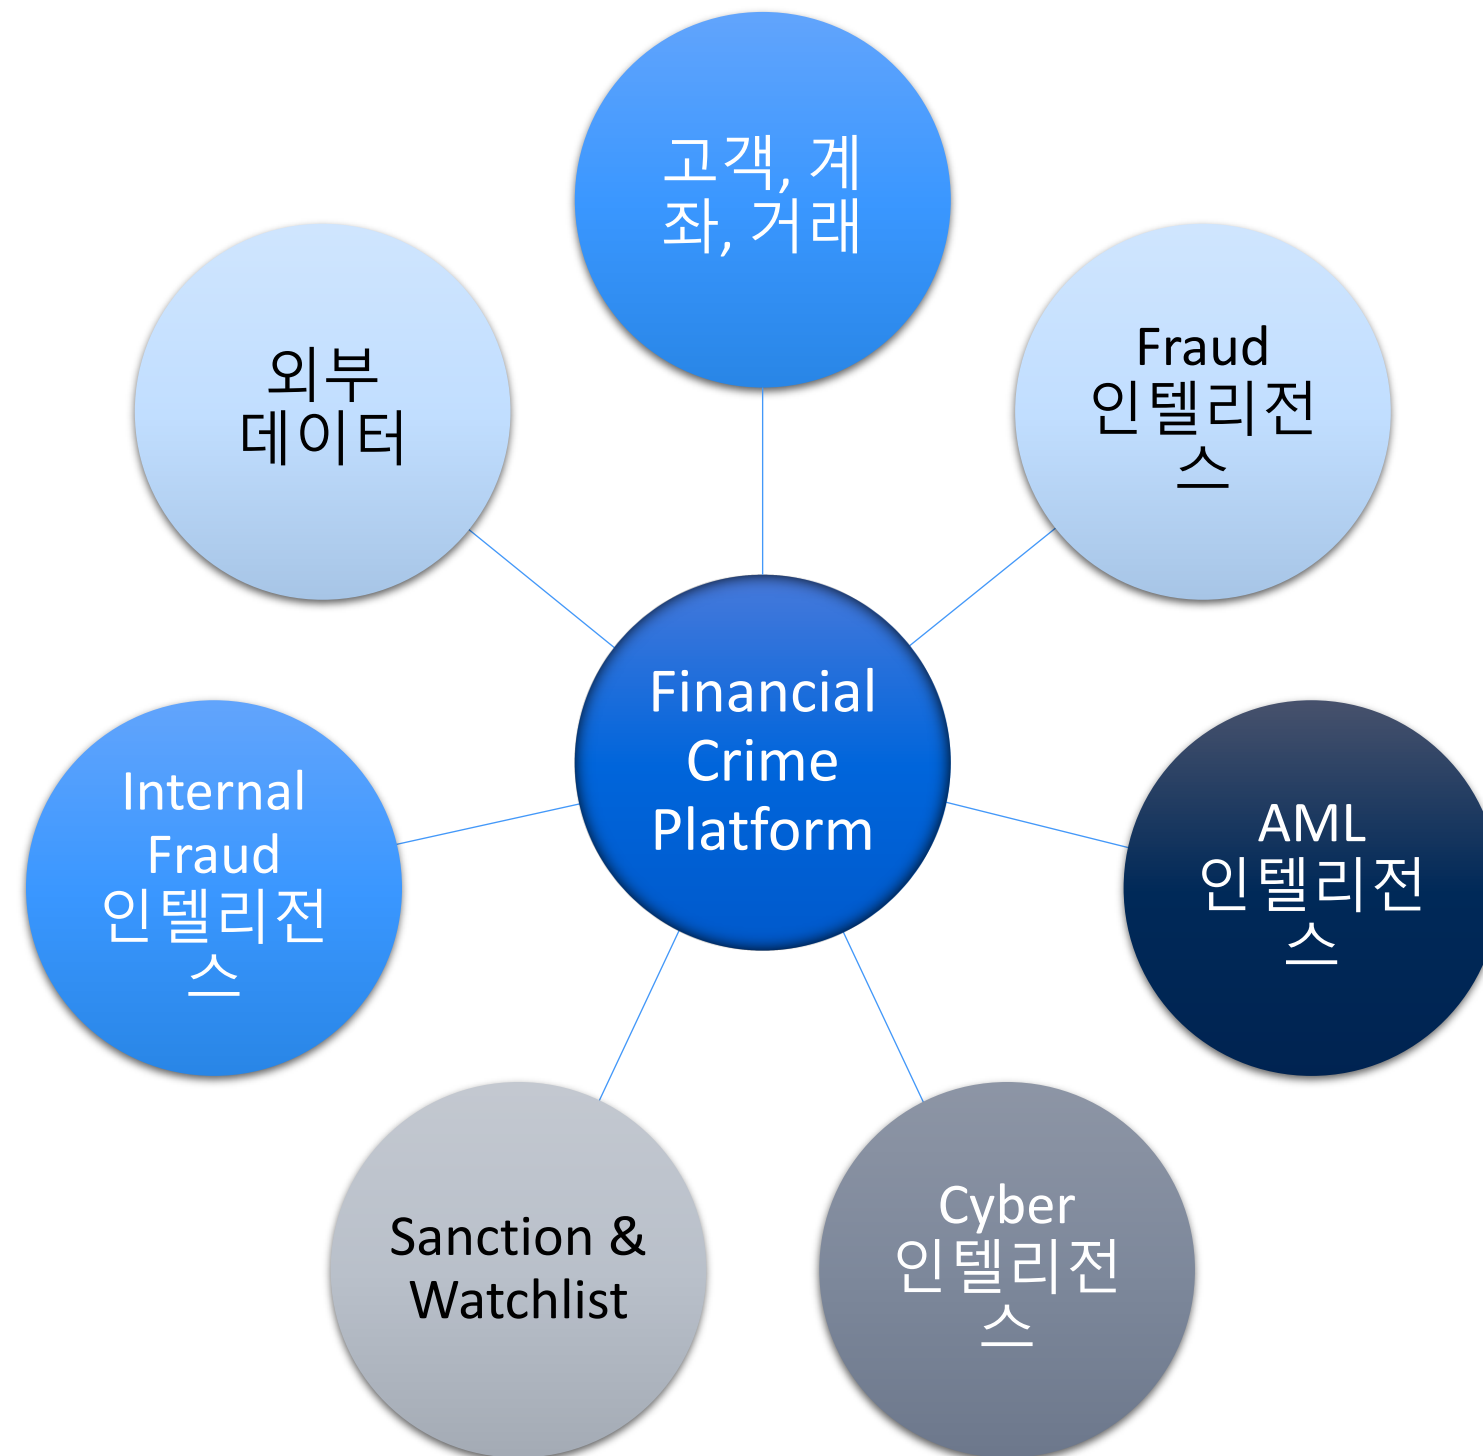 고객, 계
좌, 거래
Fraud
인텔리전
스
외부
데이터
Financial
Crime
Platform
Internal
Fraud
인텔리전
스
AML
인텔리전
스
Sanction &
Watchlist
Cyber
인텔리전
스